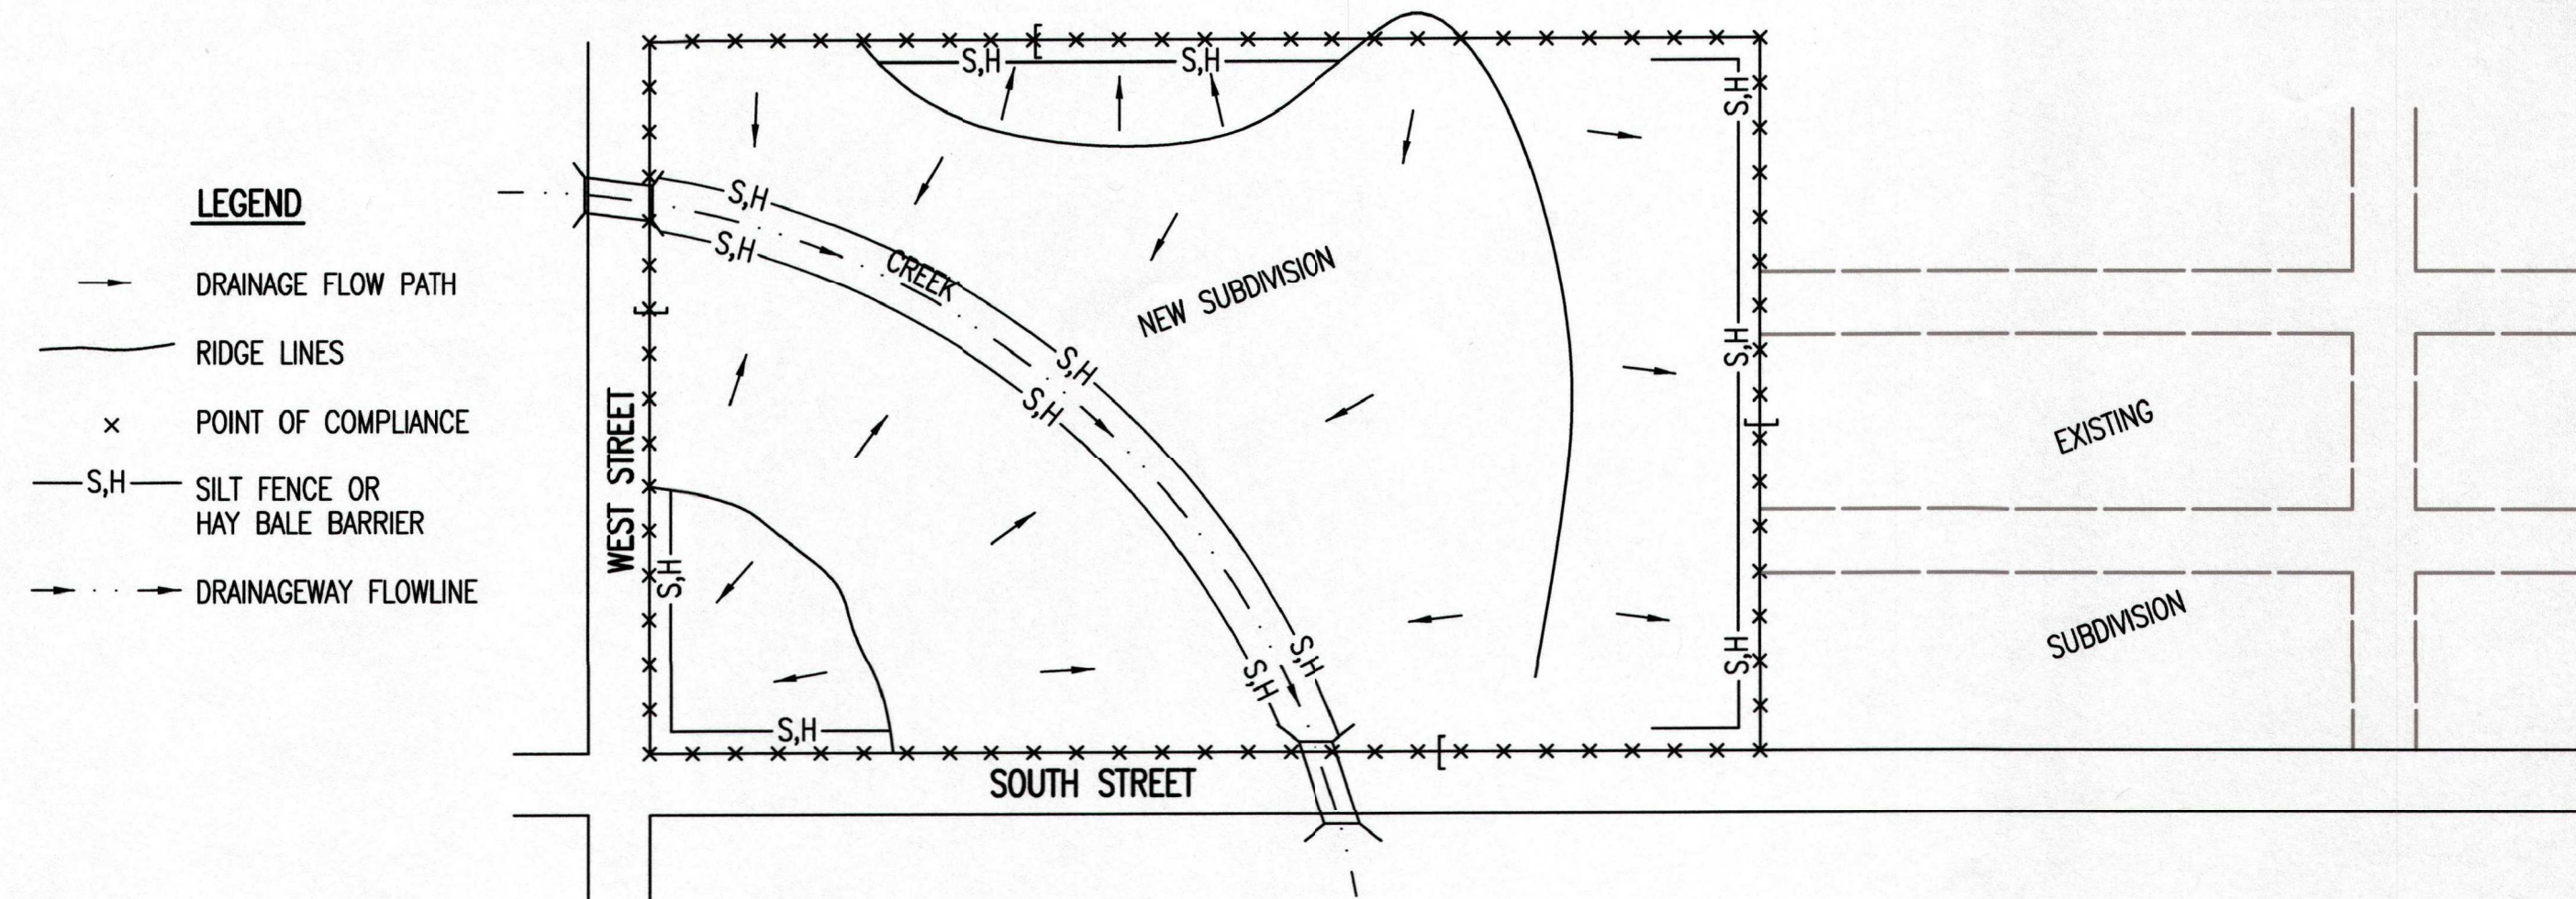 LEGEND
DRAINAGE FLOW PATH
RIDGE LINES
POINT OF COMPLIANCE
S,H
SILT FENCE OR
HAY BALE BARRIER
DRAINAGEWAY FLOWLINE
S,H
S,H
S,H
S,H
S,H
CREEK
NEW SUBDIVISION
S,H
S,H
S,H
WEST STREET
S,H
S,H
S,H
S,H
S,H
S,H
SOUTH STREET
EXISTING
SUBDIVISION